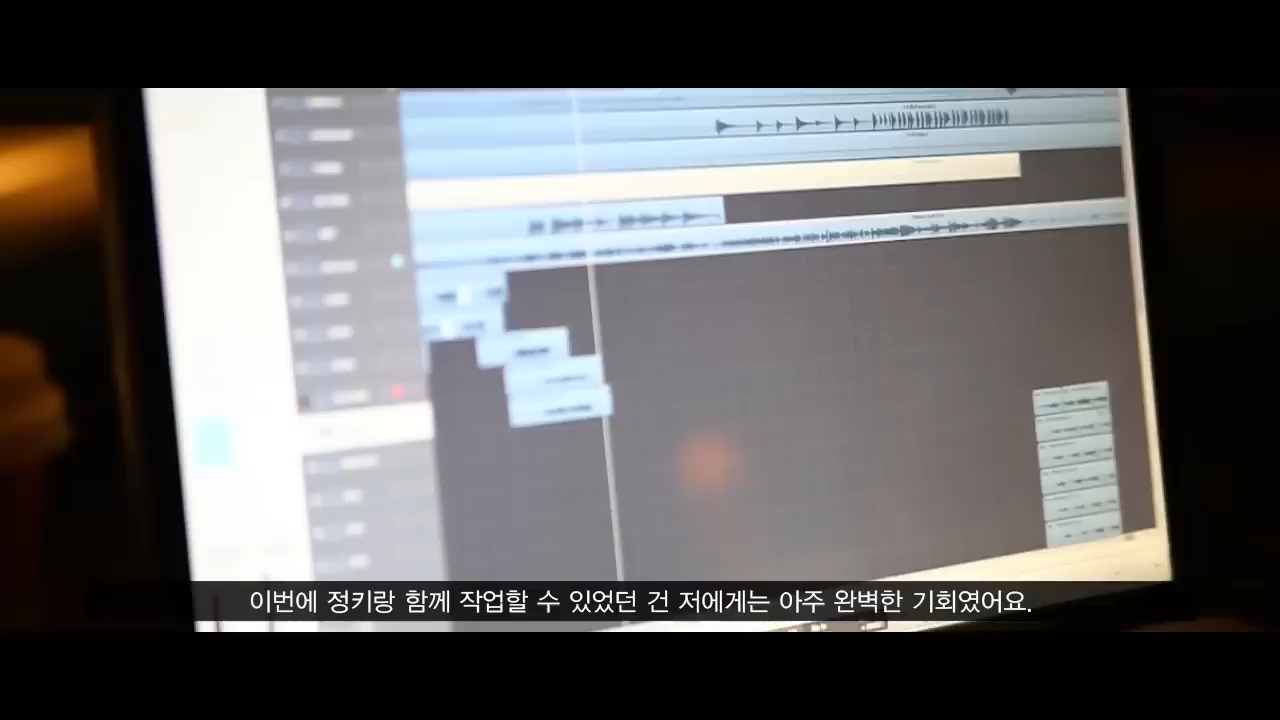 이번에 정키랑 함께 작업할 수 있었던 건 저에게는 아주 완벽한 기회였어요.